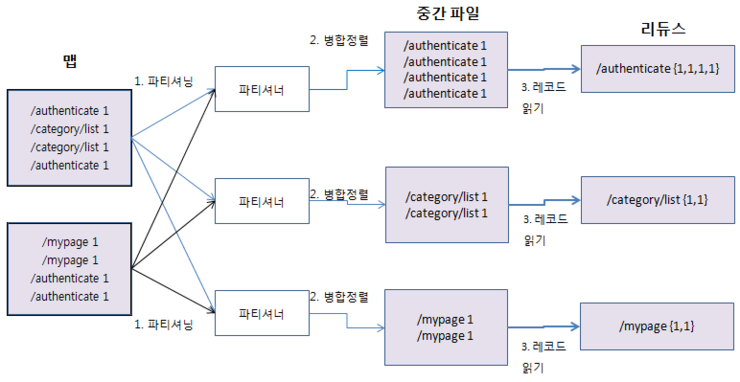 중간 파일
리듀스
맵
1. 파티셔닝
2. 병합정렬
/authenticate 1
/category/list 1
/category/list 1
/authenticate 1
파티셔너
/authenticate 1
/authenticate 1
/authenticate 1
/authenticate 1
3. 레코드
읽기
/authenticate {1,1,1,1}
파티셔너
2. 병합정렬
/category/list 1
/category/list 1
3. 레코드
읽기
/category/list {1,1}
/mypage 1
/mypage 1
/authenticate 1
/authenticate 1
1. 파티셔닝
파티셔너
2. 병합정렬
/mypage 1
/mypage 1
3. 레코드
읽기
/mypage {1,1}